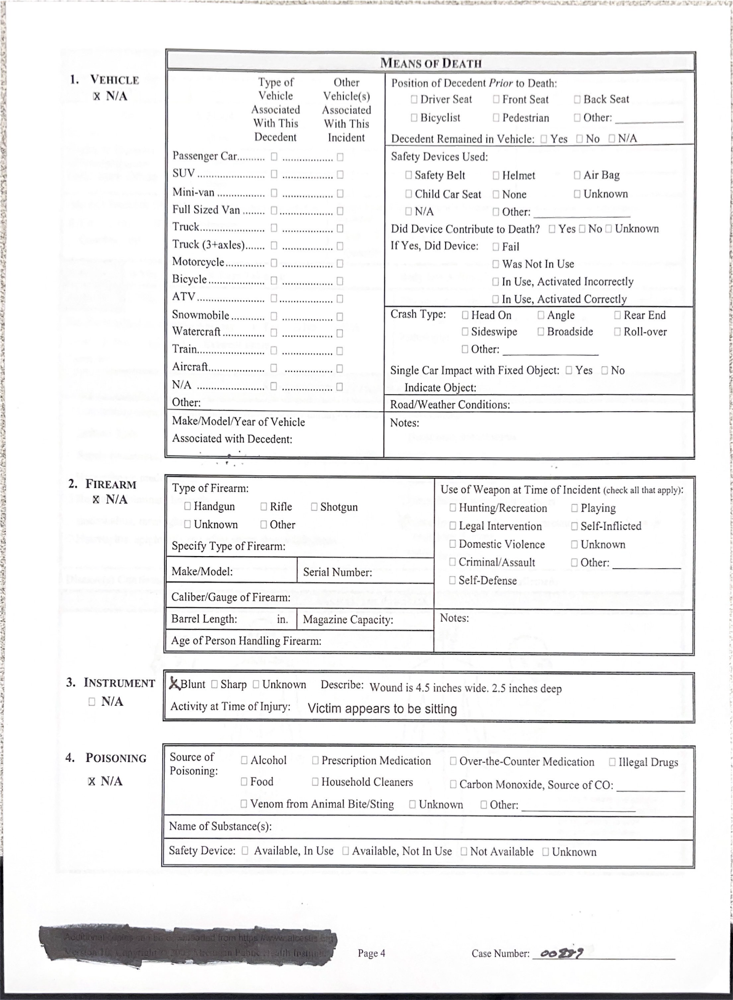 MEANS OF DEATH
1. VEHICLE
☒ N/A
Type of Vehicle Associated With This Decedent
Other Vehicle(s) Associated With This Incident
Passenger Car......... ☐ .................. ☐
SUV ........................ ☐ .................. ☐
Mini-van ................. ☐ .................. ☐
Full Sized Van ........ ☐ .................. ☐
Truck....................... ☐ .................. ☐
Truck (3+axles)....... ☐ .................. ☐
Motorcycle.............. ☐ .................. ☐
Bicycle.................... ☐ .................. ☐
ATV........................ ☐ .................. ☐
Snowmobile............ ☐ .................. ☐
Watercraft............... ☐ .................. ☐
Train........................ ☐ .................. ☐
Aircraft.................... ☐ .................. ☐
N/A ........................ ☐ .................. ☐
Other:
Make/Model/Year of Vehicle
Associated with Decedent:
Position of Decedent Prior to Death:
☐ Driver Seat ☐ Front Seat ☐ Back Seat
☐ Bicyclist ☐ Pedestrian ☐ Other:
Decedent Remained in Vehicle: ☐ Yes ☐ No ☐ N/A
Safety Devices Used:
☐ Safety Belt ☐ Helmet ☐ Air Bag
☐ Child Car Seat ☐ None ☐ Unknown
☐ N/A ☐ Other:
Did Device Contribute to Death? ☐ Yes ☐ No ☐ Unknown
If Yes, Did Device: ☐ Fail
☐ Was Not In Use
☐ In Use, Activated Incorrectly
☐ In Use, Activated Correctly
Crash Type: ☐ Head On ☐ Angle ☐ Rear End
☐ Sideswipe ☐ Broadside ☐ Roll-over
☐ Other:
Single Car Impact with Fixed Object: ☐ Yes ☐ No
Indicate Object:
Road/Weather Conditions:
Notes:
2. FIREARM
☒ N/A
Type of Firearm:
☐ Handgun ☐ Rifle ☐ Shotgun
☐ Unknown ☐ Other
Specify Type of Firearm:
Make/Model: Serial Number:
Caliber/Gauge of Firearm:
Barrel Length: in. Magazine Capacity:
Age of Person Handling Firearm:
Use of Weapon at Time of Incident (check all that apply):
☐ Hunting/Recreation ☐ Playing
☐ Legal Intervention ☐ Self-Inflicted
☐ Domestic Violence ☐ Unknown
☐ Criminal/Assault ☐ Other:
☐ Self-Defense
Notes:
3. INSTRUMENT
☐ N/A
☒ Blunt ☐ Sharp ☐ Unknown Describe: Wound is 4.5 inches wide. 2.5 inches deep
Activity at Time of Injury: Victim appears to be sitting
4. POISONING
☒ N/A
Source of Poisoning:
☐ Alcohol ☐ Prescription Medication ☐ Over-the-Counter Medication ☐ Illegal Drugs
☐ Food ☐ Household Cleaners ☐ Carbon Monoxide, Source of CO:
☐ Venom from Animal Bite/Sting ☐ Unknown ☐ Other:
Name of Substance(s):
Safety Device: ☐ Available, In Use ☐ Available, Not In Use ☐ Not Available ☐ Unknown
Additional copies can be downloaded from
Page 4
Case Number: